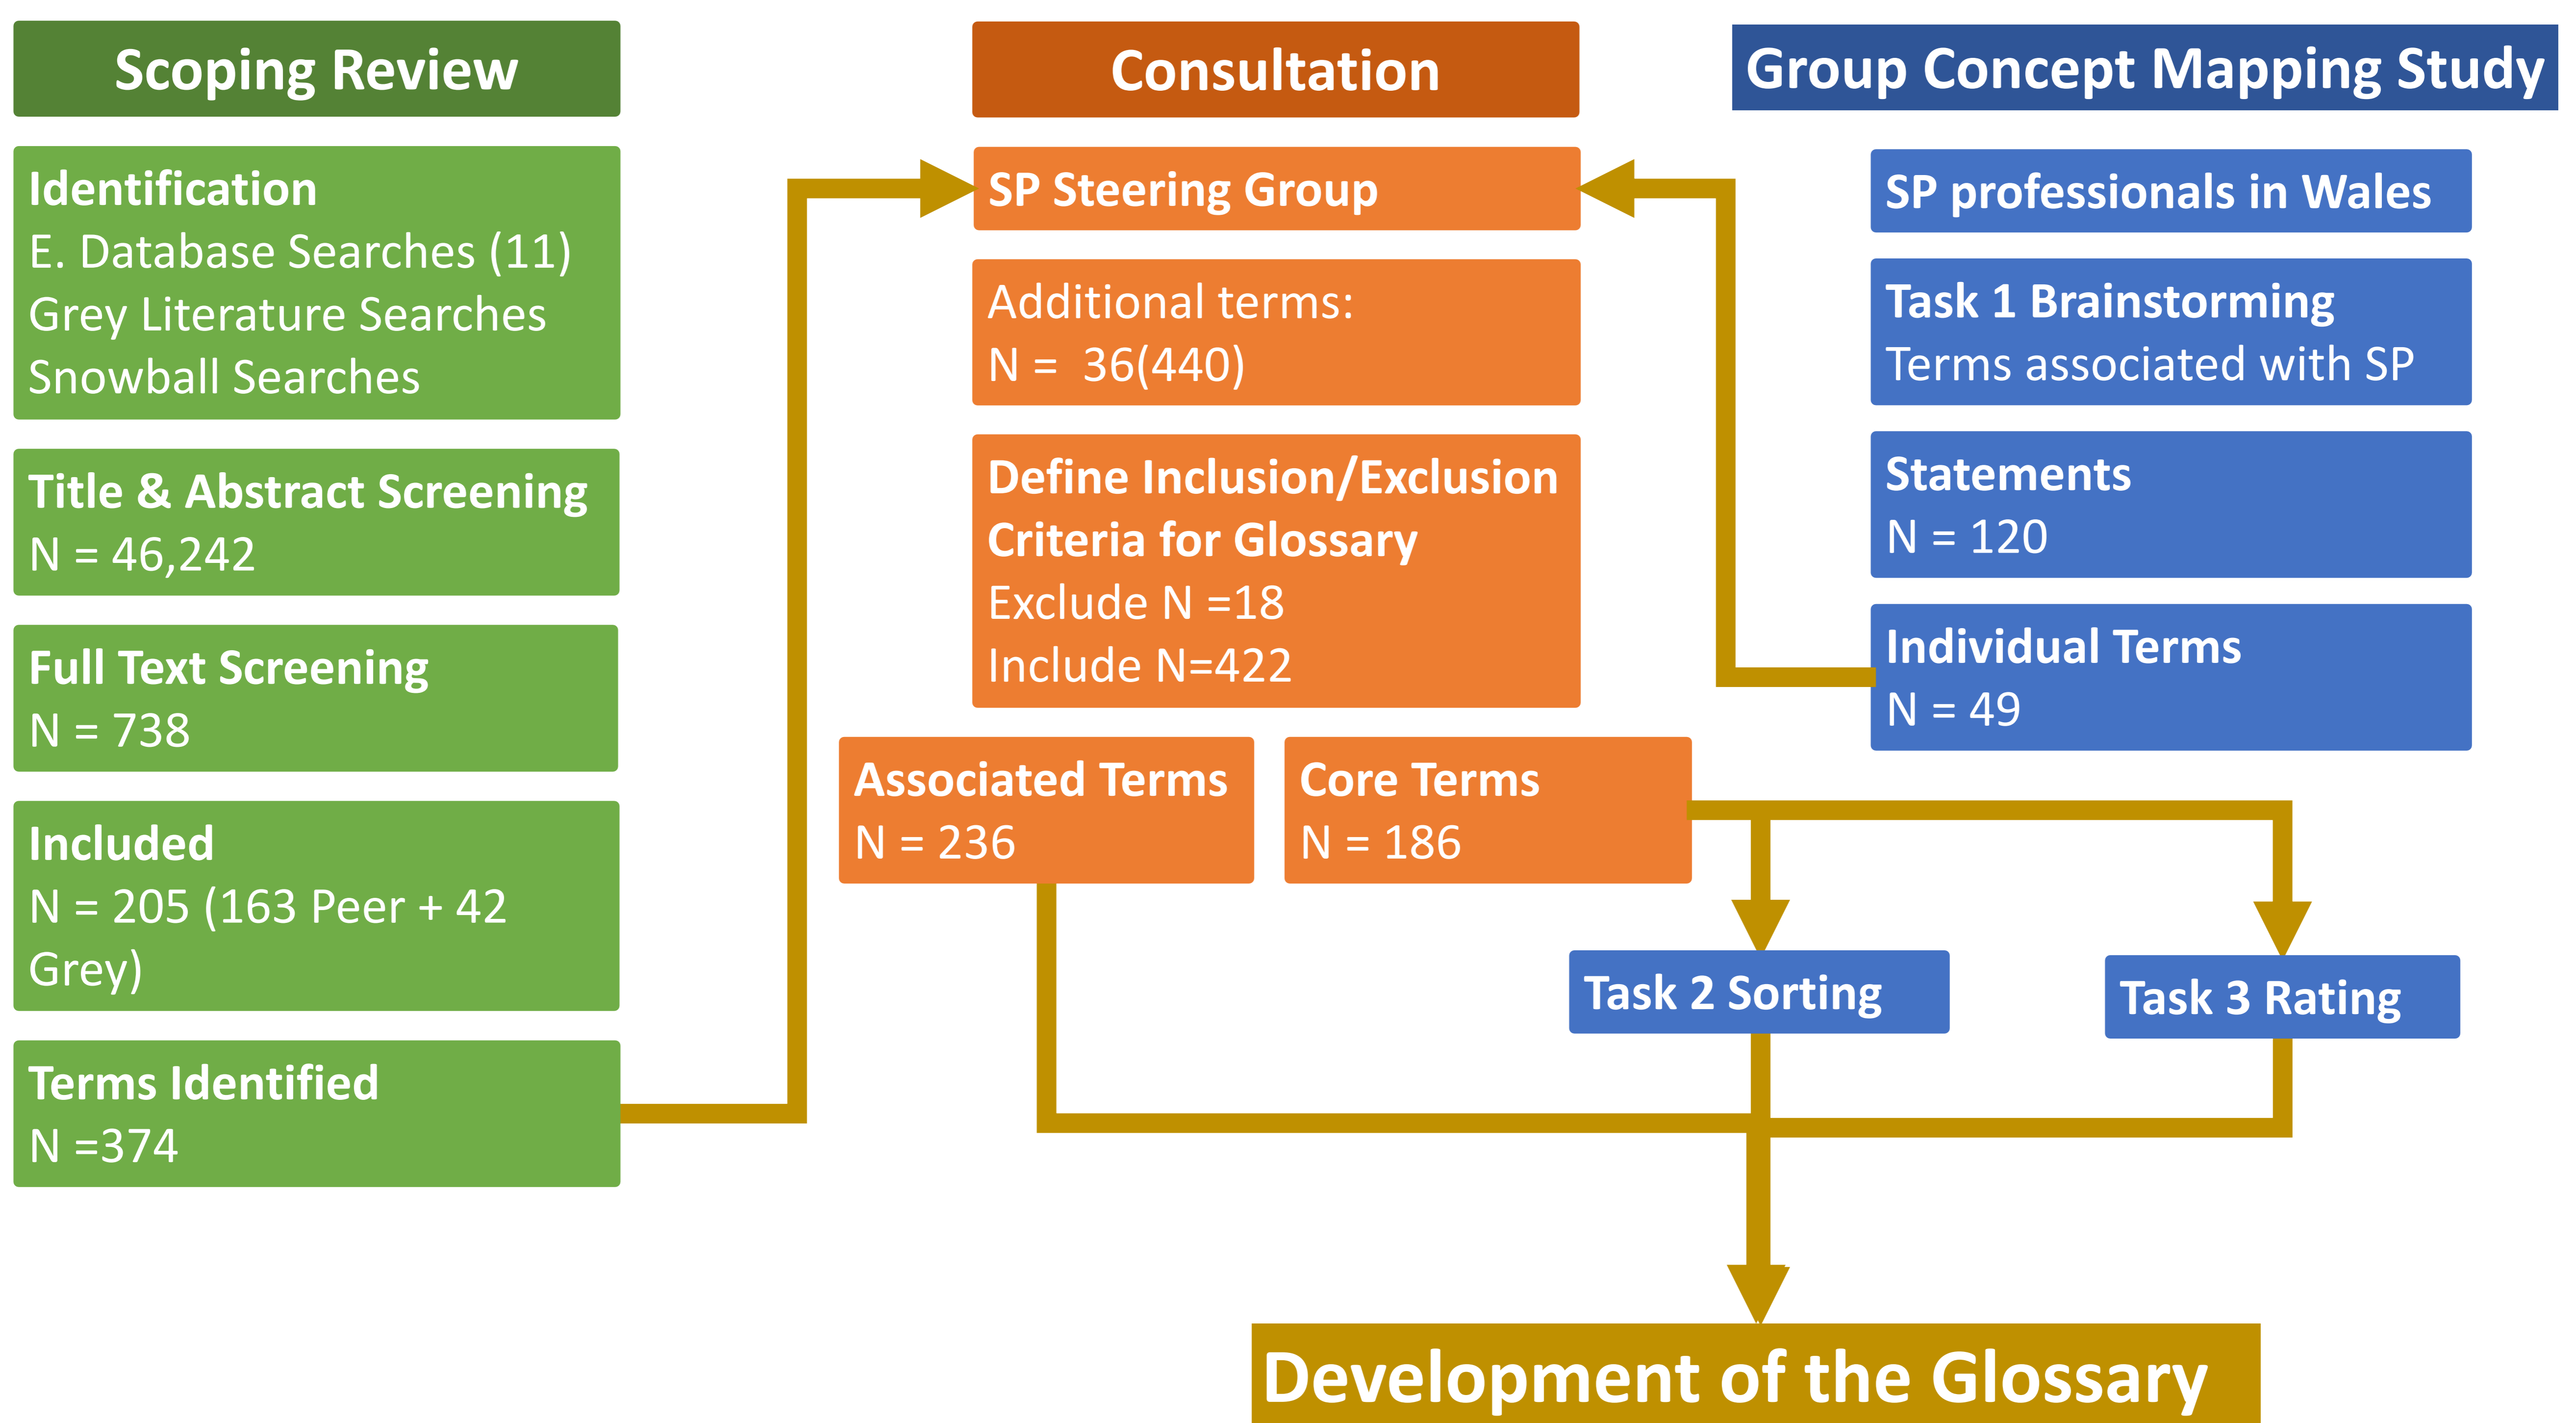 Scoping Review
Identification
E. Database Searches (11)
Grey Literature Searches
Snowball Searches
Title & Abstract Screening
N = 46,242
Full Text Screening
N = 738
Included
N = 205 (163 Peer + 42
Grey)
Terms Identified
N =374
Consultation
SP Steering Group
Additional terms:
N =  36(440)
Define Inclusion/Exclusion
Criteria for Glossary
Exclude N =18
Include N=422
Associated Terms
N = 236
Core Terms
N = 186
Group Concept Mapping Study
SP professionals in Wales
Task 1 Brainstorming
Terms associated with SP
Statements
N = 120
Individual Terms
N = 49
Task 2 Sorting
Task 3 Rating
Development of the Glossary